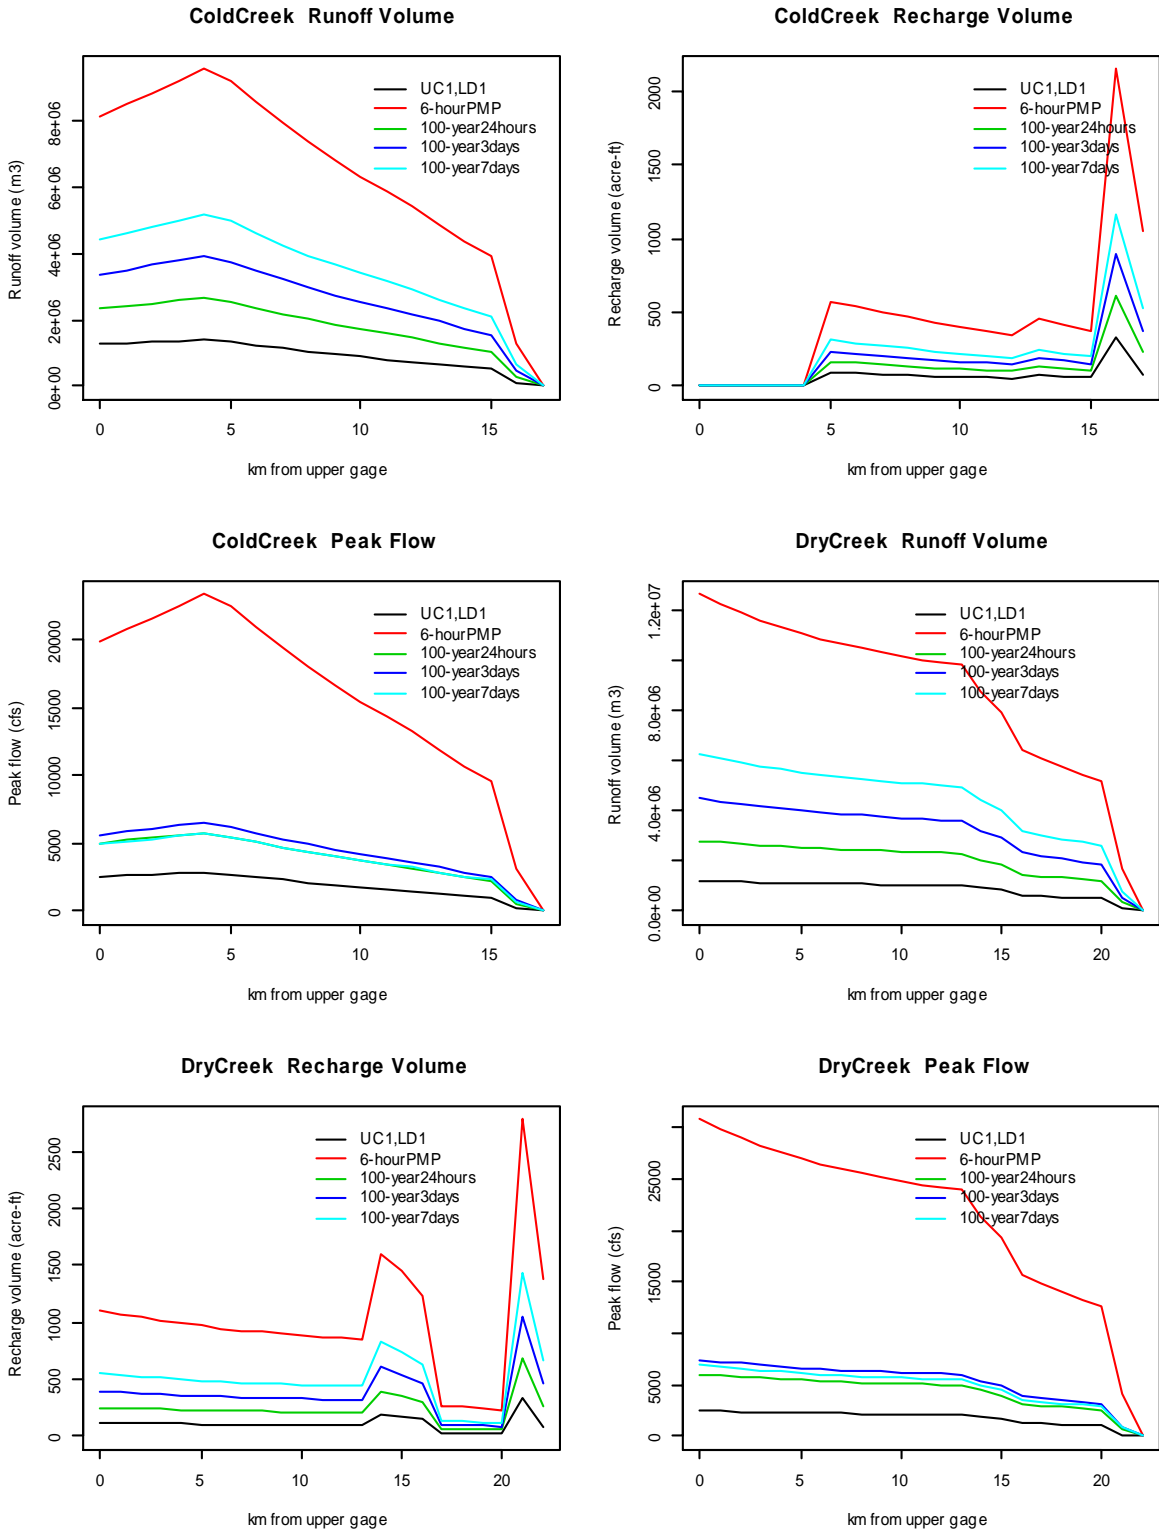 ColdCreek Runoff Volume
Runoff volume (m3)
0e+00 2e+06 4e+06 6e+06 8e+06
UC1,LD1
6-hourPMP
100-year24hours
100-year3days
100-year7days
0 5 10 15
km from upper gage
ColdCreek Recharge Volume
Recharge volume (acre-ft)
0 500 1000 1500 2000
UC1,LD1
6-hourPMP
100-year24hours
100-year3days
100-year7days
0 5 10 15
km from upper gage
ColdCreek Peak Flow
Peak flow (cfs)
0 5000 10000 15000 20000
UC1,LD1
6-hourPMP
100-year24hours
100-year3days
100-year7days
0 5 10 15
km from upper gage
DryCreek Runoff Volume
Runoff volume (m3)
0.0e+00 4.0e+06 8.0e+06 1.2e+07
UC1,LD1
6-hourPMP
100-year24hours
100-year3days
100-year7days
0 5 10 15 20
km from upper gage
DryCreek Recharge Volume
Recharge volume (acre-ft)
0 500 1000 1500 2000 2500
UC1,LD1
6-hourPMP
100-year24hours
100-year3days
100-year7days
0 5 10 15 20
km from upper gage
DryCreek Peak Flow
Peak flow (cfs)
0 5000 15000 25000
UC1,LD1
6-hourPMP
100-year24hours
100-year3days
100-year7days
0 5 10 15 20
km from upper gage